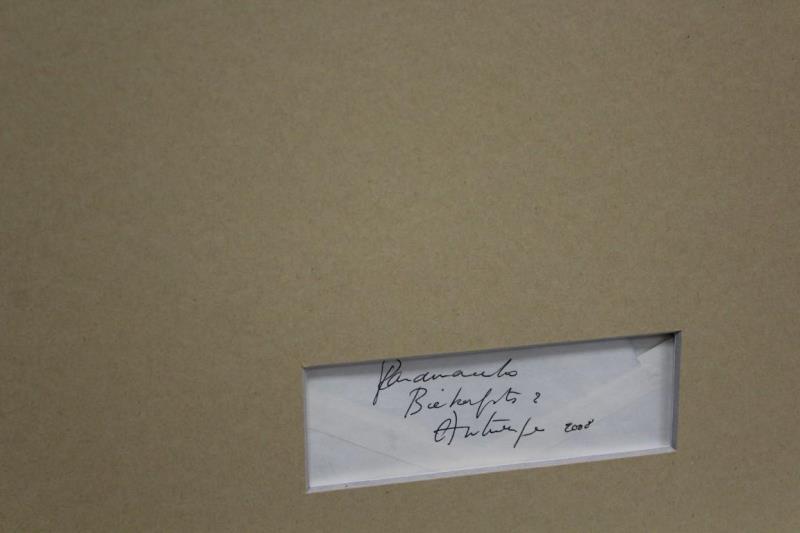 Panamarenko
Biekorfstr 2
Antwerpen 2008